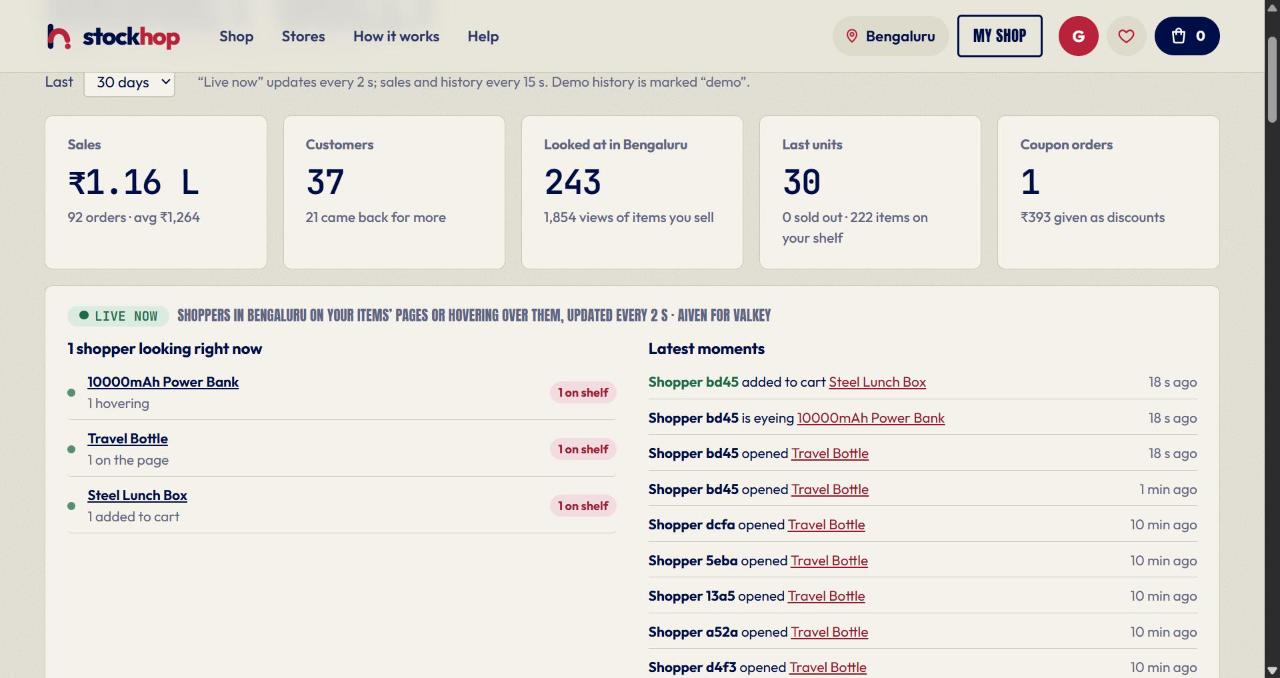 stockhop Shop Stores How it works Help Bengaluru MY SHOP G 0
Last 30 days “Live now” updates every 2 s; sales and history every 15 s. Demo history is marked “demo”.
Sales
₹1.16 L
92 orders · avg ₹1,264
Customers
37
21 came back for more
Looked at in Bengaluru
243
1,854 views of items you sell
Last units
30
0 sold out · 222 items on
your shelf
Coupon orders
1
₹393 given as discounts
LIVE NOW SHOPPERS IN BENGALURU ON YOUR ITEMS’ PAGES OR HOVERING OVER THEM, UPDATED EVERY 2 S · AIVEN FOR VALKEY
1 shopper looking right now
10000mAh Power Bank
1 hovering
1 on shelf
Travel Bottle
1 on the page
1 on shelf
Steel Lunch Box
1 added to cart
1 on shelf
Latest moments
Shopper bd45 added to cart Steel Lunch Box 18 s ago
Shopper bd45 is eyeing 10000mAh Power Bank 18 s ago
Shopper bd45 opened Travel Bottle 18 s ago
Shopper bd45 opened Travel Bottle 1 min ago
Shopper dcfa opened Travel Bottle 10 min ago
Shopper 5eba opened Travel Bottle 10 min ago
Shopper 13a5 opened Travel Bottle 10 min ago
Shopper a52a opened Travel Bottle 10 min ago
Shopper d4f3 opened Travel Bottle 10 min ago